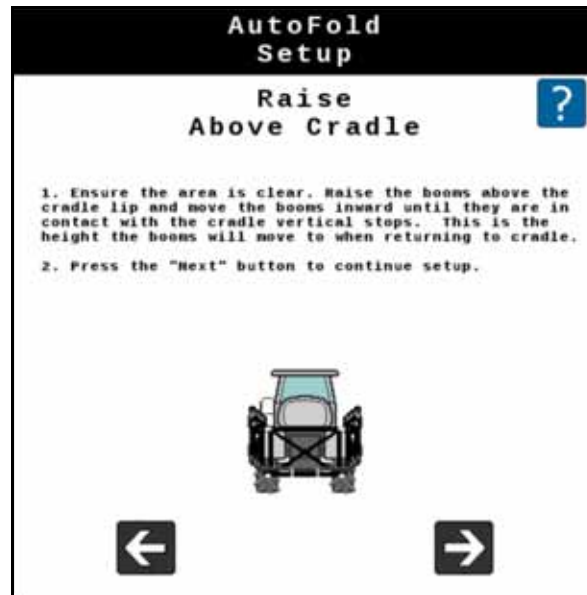 AutoFold
Setup
Raise
Above Cradle
?
1. Ensure the area is clear. Raise the booms above the
cradle lip and move the booms inward until they are in
contact with the cradle vertical stops. This is the
height the booms will move to when returning to cradle.
2. Press the "Next" button to continue setup.